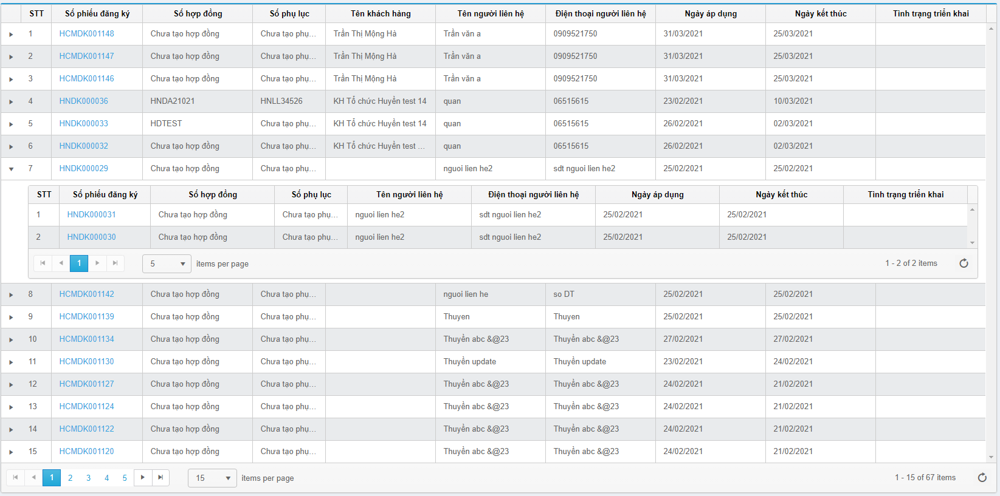 STT Số phiếu đăng ký Số hợp đồng Số phụ lục Tên khách hàng Tên người liên hệ Điện thoại người liên hệ Ngày áp dụng Ngày kết thúc Tình trạng triển khai
1 HCMDK001148 Chưa tạo hợp đồng Chưa tạo phụ... Trần Thị Mộng Hà Trần văn a 0909521750 31/03/2021 25/03/2021
2 HCMDK001147 Chưa tạo hợp đồng Chưa tạo phụ... Trần Thị Mộng Hà Trần văn a 0909521750 31/03/2021 25/03/2021
3 HCMDK001146 Chưa tạo hợp đồng Chưa tạo phụ... Trần Thị Mộng Hà Trần văn a 0909521750 31/03/2021 25/03/2021
4 HNDK000036 HNDA21021 HNLL34526 KH Tổ chức Huyền test 14 quan 06515615 23/02/2021 10/03/2021
5 HNDK000033 HDTEST Chưa tạo phụ... KH Tổ chức Huyền test 14 quan 06515615 26/02/2021 02/03/2021
6 HNDK000032 Chưa tạo hợp đồng Chưa tạo phụ... KH Tổ chức Huyền test ... quan 06515615 26/02/2021 02/03/2021
7 HNDK000029 Chưa tạo hợp đồng Chưa tạo phụ... nguoi lien he2 sdt nguoi lien he2 25/02/2021 25/02/2021
STT Số phiếu đăng ký Số hợp đồng Số phụ lục Tên người liên hệ Điện thoại người liên hệ Ngày áp dụng Ngày kết thúc Tình trạng triển khai
1 HNDK000031 Chưa tạo hợp đồng Chưa tạo phụ... nguoi lien he2 sdt nguoi lien he2 25/02/2021 25/02/2021
2 HNDK000030 Chưa tạo hợp đồng Chưa tạo phụ... nguoi lien he2 sdt nguoi lien he2 25/02/2021 25/02/2021
1 5 items per page 1 - 2 of 2 items
8 HCMDK001142 Chưa tạo hợp đồng Chưa tạo phụ... nguoi lien he so DT 25/02/2021 25/02/2021
9 HCMDK001139 Chưa tạo hợp đồng Chưa tạo phụ... Thuyen Thuyen 25/02/2021 25/02/2021
10 HCMDK001134 Chưa tạo hợp đồng Chưa tạo phụ... Thuyền abc &@23 Thuyền abc &@23 27/02/2021 27/02/2021
11 HCMDK001130 Chưa tạo hợp đồng Chưa tạo phụ... Thuyền update Thuyền update 23/02/2021 24/02/2021
12 HCMDK001127 Chưa tạo hợp đồng Chưa tạo phụ... Thuyền abc &@23 Thuyền abc &@23 24/02/2021 21/02/2021
13 HCMDK001124 Chưa tạo hợp đồng Chưa tạo phụ... Thuyền abc &@23 Thuyền abc &@23 24/02/2021 21/02/2021
14 HCMDK001122 Chưa tạo hợp đồng Chưa tạo phụ... Thuyền abc &@23 Thuyền abc &@23 24/02/2021 21/02/2021
15 HCMDK001120 Chưa tạo hợp đồng Chưa tạo phụ... Thuyền abc &@23 Thuyền abc &@23 24/02/2021 21/02/2021
1 2 3 4 5 15 items per page 1 - 15 of 67 items